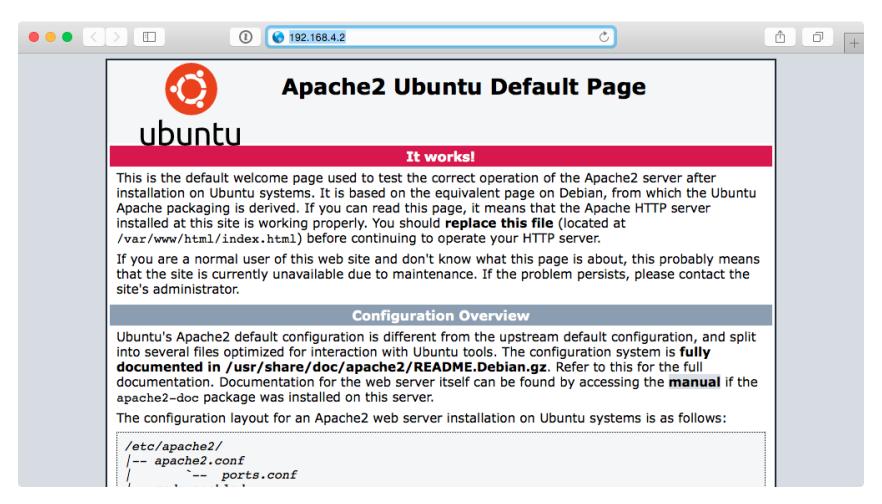 192.168.4.2
Apache2 Ubuntu Default Page
ubuntu
It works!
This is the default welcome page used to test the correct operation of the Apache2 server after
installation on Ubuntu systems. It is based on the equivalent page on Debian, from which the Ubuntu
Apache packaging is derived. If you can read this page, it means that the Apache HTTP server
installed at this site is working properly. You should replace this file (located at
/var/www/html/index.html) before continuing to operate your HTTP server.
If you are a normal user of this web site and don't know what this page is about, this probably means
that the site is currently unavailable due to maintenance. If the problem persists, please contact the
site's administrator.
Configuration Overview
Ubuntu's Apache2 default configuration is different from the upstream default configuration, and split
into several files optimized for interaction with Ubuntu tools. The configuration system is fully
documented in /usr/share/doc/apache2/README.Debian.gz. Refer to this for the full
documentation. Documentation for the web server itself can be found by accessing the manual if the
apache2-doc package was installed on this server.
The configuration layout for an Apache2 web server installation on Ubuntu systems is as follows:
/etc/apache2/
|-- apache2.conf
|       `--  ports.conf